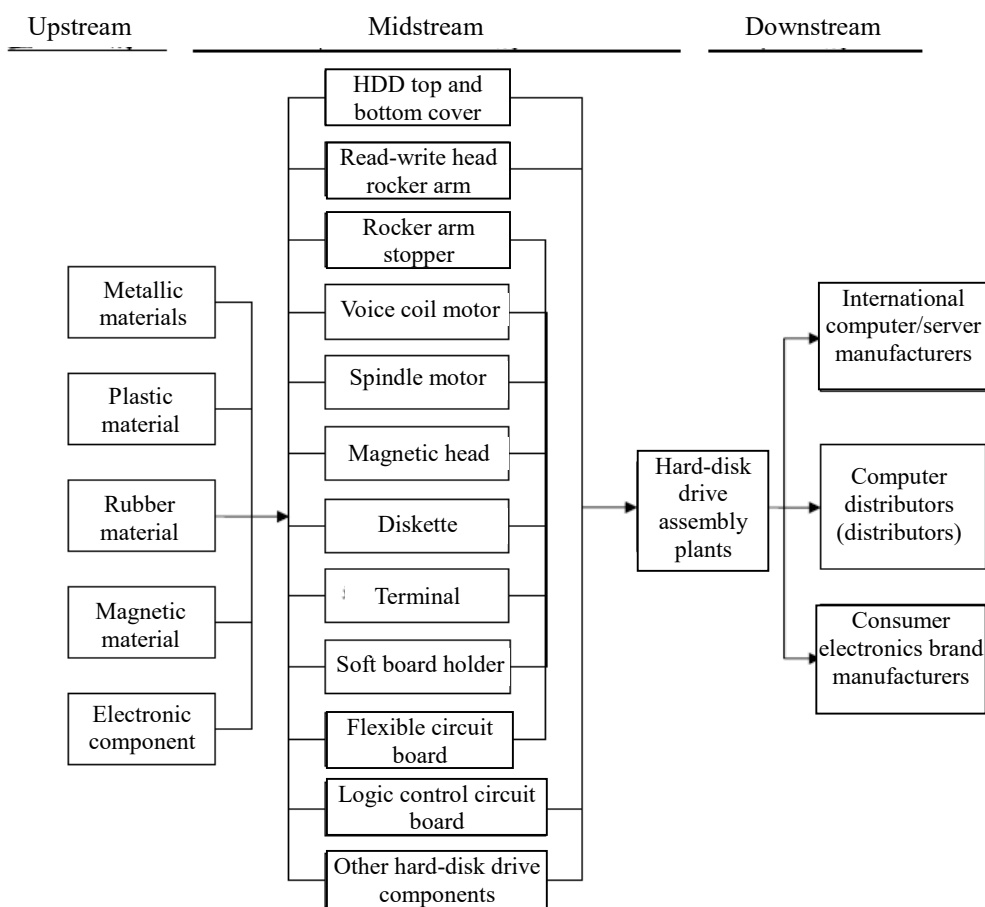 Upstream
Midstream
Downstream
Metallic
materials
Plastic
material
Rubber
material
Magnetic
material
Electronic
component
HDD top and
bottom cover
Read-write head
rocker arm
Rocker arm
stopper
Voice coil motor
Spindle motor
Magnetic head
Diskette
Terminal
Soft board holder
Flexible circuit
board
Logic control circuit
board
Other hard-disk drive
components
Hard-disk
drive
assembly
plants
International
computer/server
manufacturers
Computer
distributors
(distributors)
Consumer
electronics brand
manufacturers